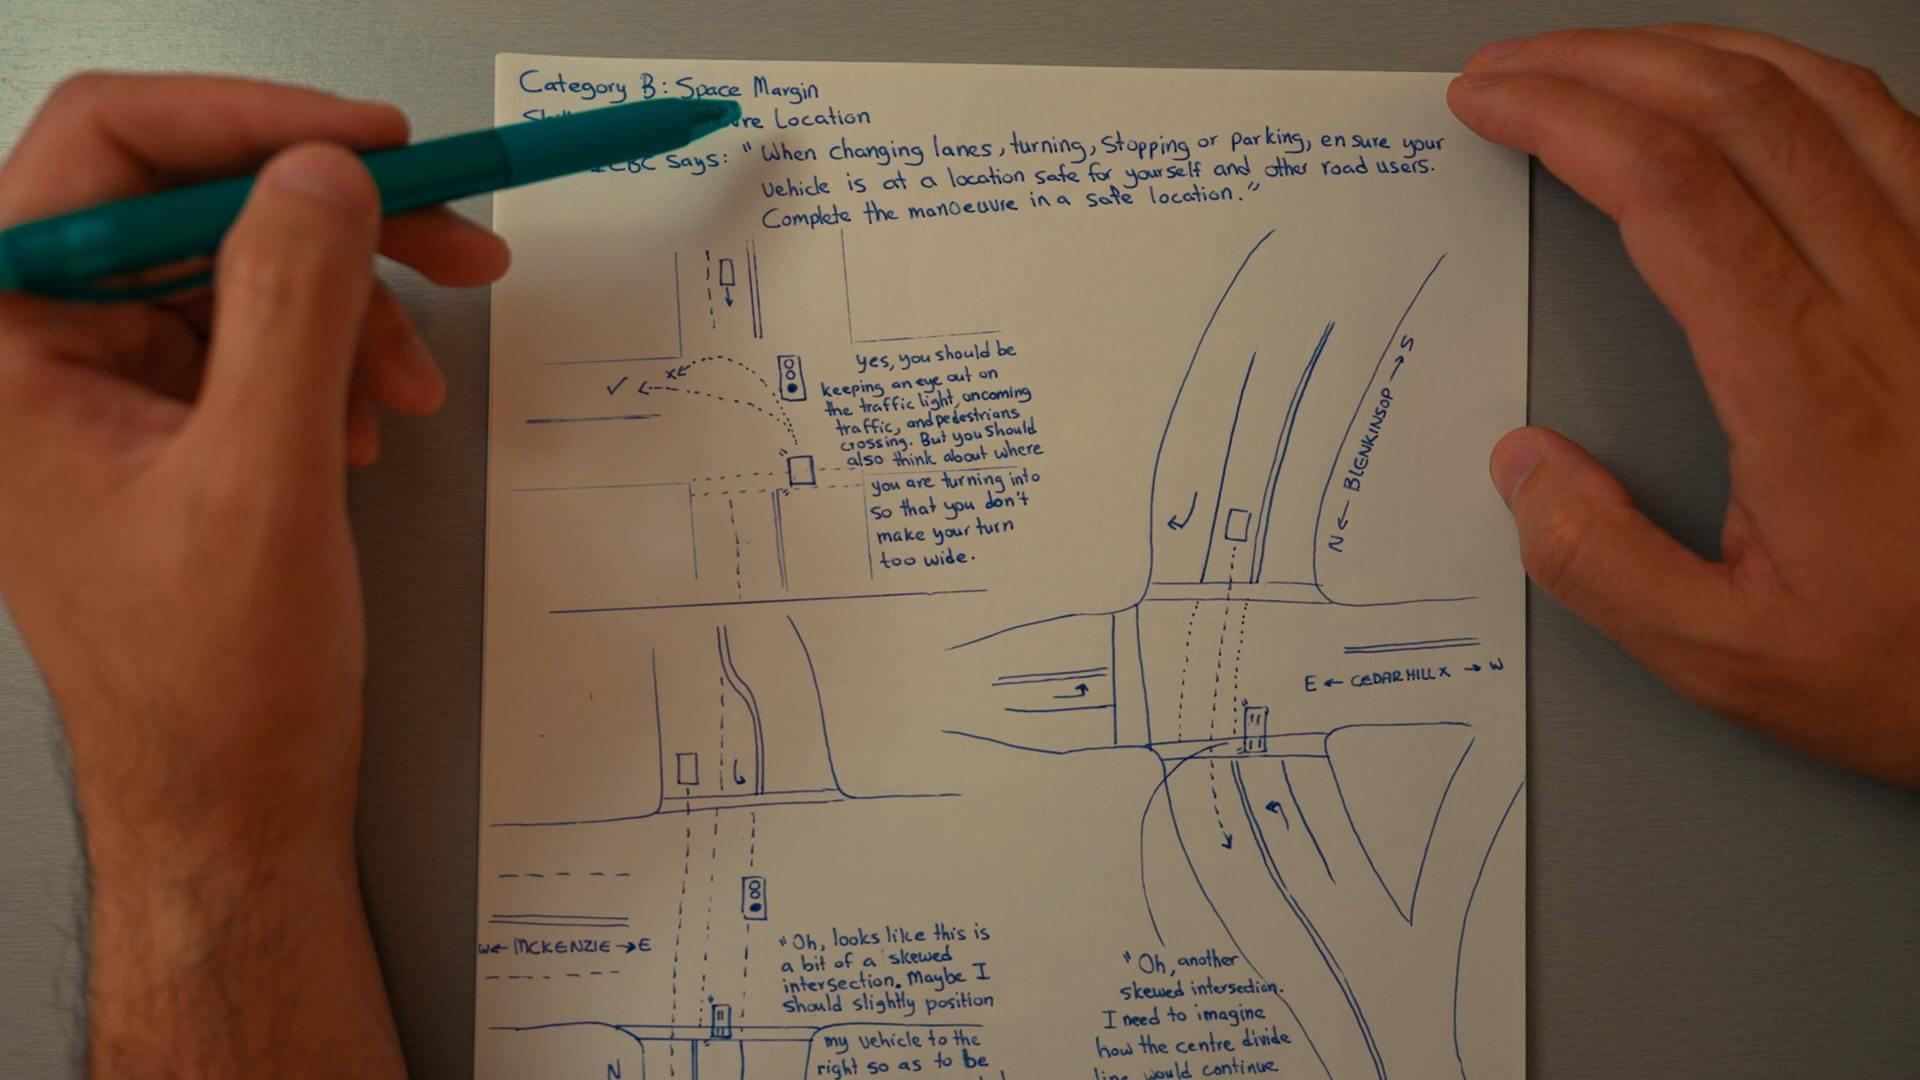 Category B: Space Margin
Location
Says: "When changing lanes, turning, Stopping or parking, ensure your
vehicle is at a location safe for yourself and other road users.
Complete the manoeuvre in a safe location."
yes, you should be
keeping an eye out on
the traffic light, oncoming
traffic, and pedestrians
crossing. But you should
also think about where
you are turning into
so that you don't
make your turn
too wide.
N ← BLENKINSOP → S
E ← CEDAR HILL X → W
W ← MCKENZIE → E
"Oh, looks like this is
a bit of a skewed
intersection. Maybe I
should slightly position
my vehicle to the
right so as to be
N
"Oh, another
skewed intersection.
I need to imagine
how the centre divide
line would continue